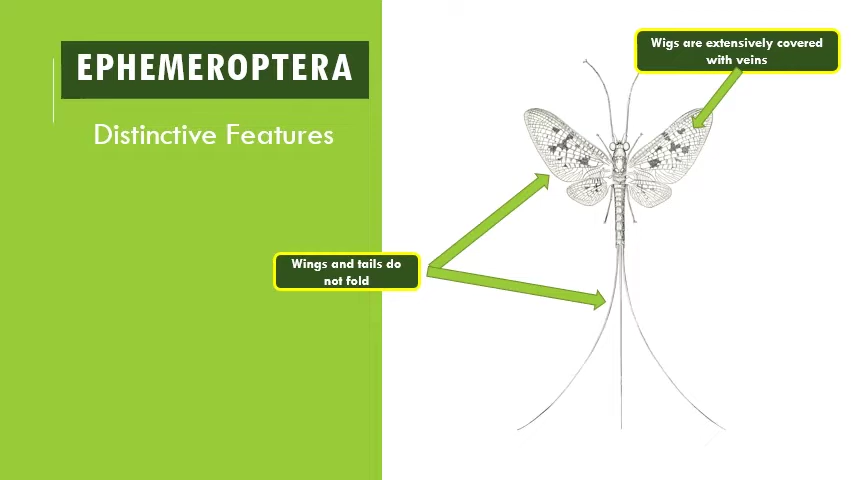 EPHEMEROPTERA
Distinctive Features
Wigs are extensively covered
with veins
Wings and tails do
not fold